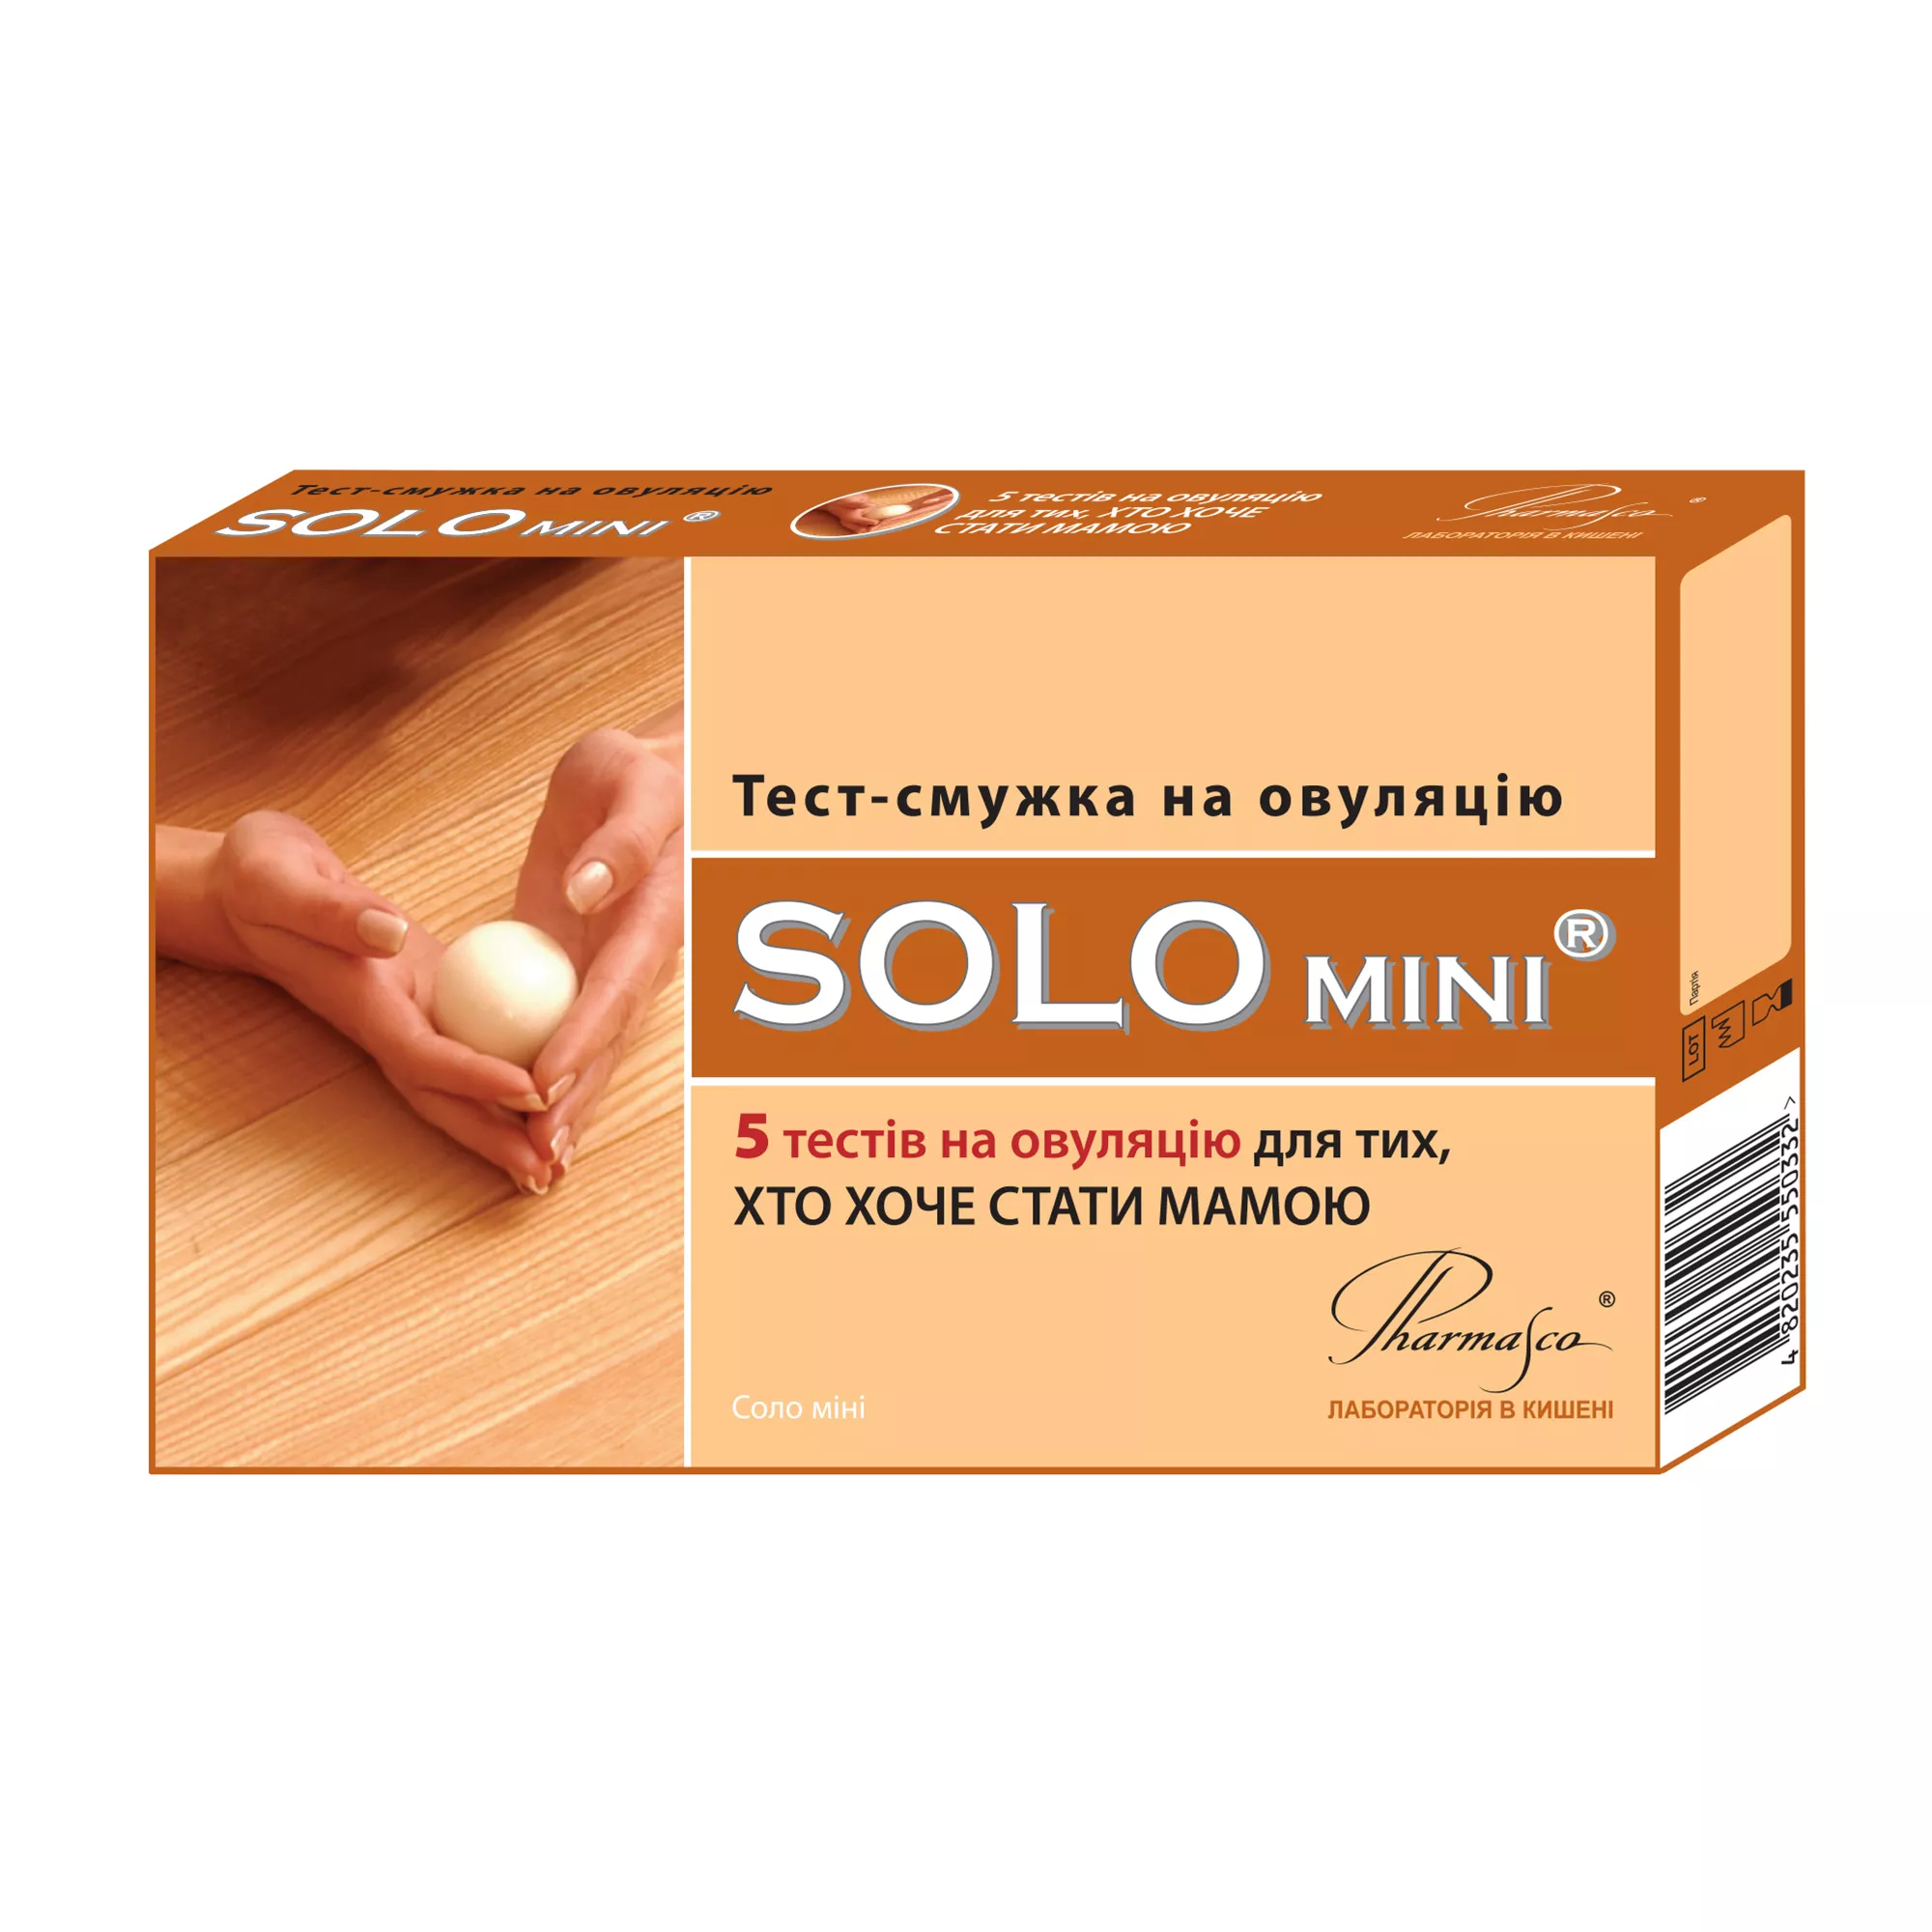 Тест-смужка на овуляцію
SOLO MINI ®
5 тестів на овуляцію
для тих, ХТО ХОЧЕ
СТАТИ МАМОЮ
Pharmasco ®
ЛАБОРАТОРІЯ В КИШЕНІ
Тест-смужка на овуляцію
SOLO MINI ®
5 тестів на овуляцію для тих,
ХТО ХОЧЕ СТАТИ МАМОЮ
Pharmasco ®
Соло міні
ЛАБОРАТОРІЯ В КИШЕНІ
Партія
LOT
4 820235 550332 >